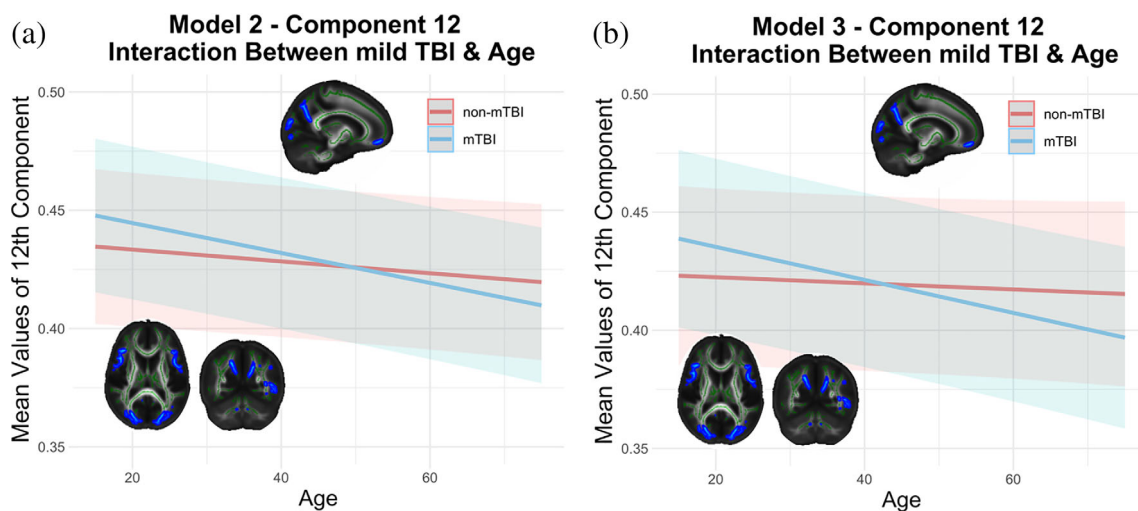 (a)
Model 2 - Component 12
Interaction Between mild TBI & Age
Mean Values of 12th Component
0.50
0.45
0.40
0.35
non-mTBI
mTBI
20
40
60
Age
(b)
Model 3 - Component 12
Interaction Between mild TBI & Age
Mean Values of 12th Component
0.50
0.45
0.40
0.35
non-mTBI
mTBI
20
40
60
Age